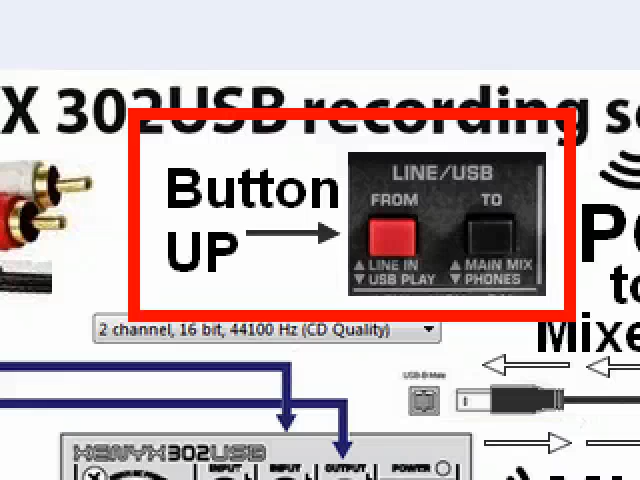 X 302USB recording se
Button
UP
LINE/USB
FROM TO
▲ LINE IN ▲ MAIN MIX
▼ USB PLAY ▼ PHONES
PC
to
Mixe
2 channel, 16 bit, 44100 Hz (CD Quality)
USB-B Male
XENYX302USB
INPUT INPUT OUTPUT POWER